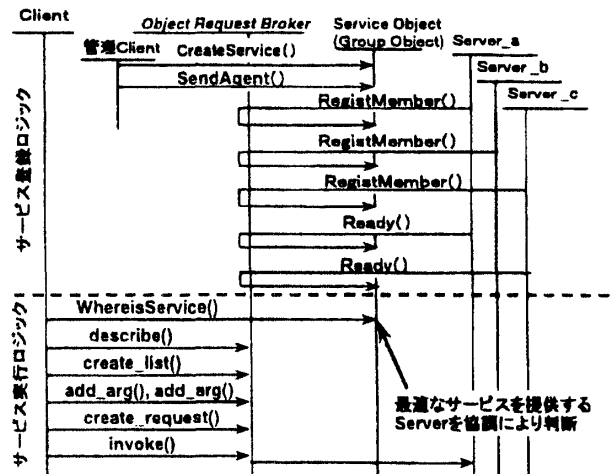 Client
Object Request Broker
Service Object
(Group Object)
Server_a
Server_b
Server_c
管理Client
CreateService()
SendAgent()
RegistMember()
RegistMember()
RegistMember()
Ready()
Ready()
サービス登録ロジック
WhereisService()
describe()
create_list()
add_arg(), add_arg()
create_request()
invoke()
サービス実行ロジック
最適なサービスを提供する
Serverを協調により判断